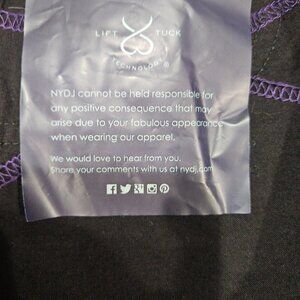 LIFT TUCK
TECHNOLOGY®
NYDJ cannot be held responsible for
any positive consequence that may
arise due to your fabulous appearance
when wearing our apparel.
We would love to hear from you.
Share your comments with us at nydj.com